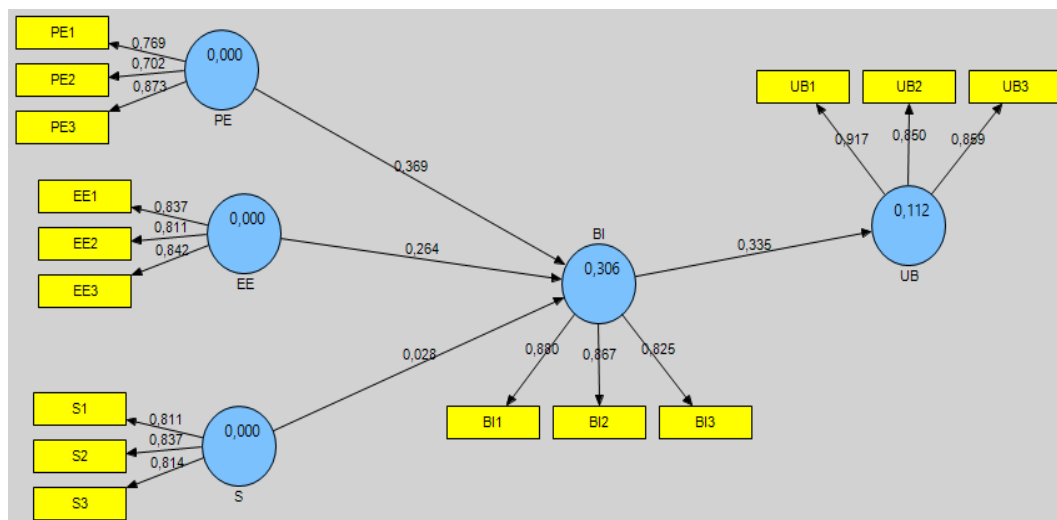 PE1
PE2
PE3
0,769
0,702
0,873
0,000
PE
0,369
EE1
EE2
EE3
0,837
0,811
0,842
0,000
EE
0,264
S1
S2
S3
0,811
0,837
0,814
0,000
S
0,028
BI
0,306
0,880
0,867
0,825
BI1
BI2
BI3
0,335
UB1
UB2
UB3
0,917
0,850
0,859
0,112
UB